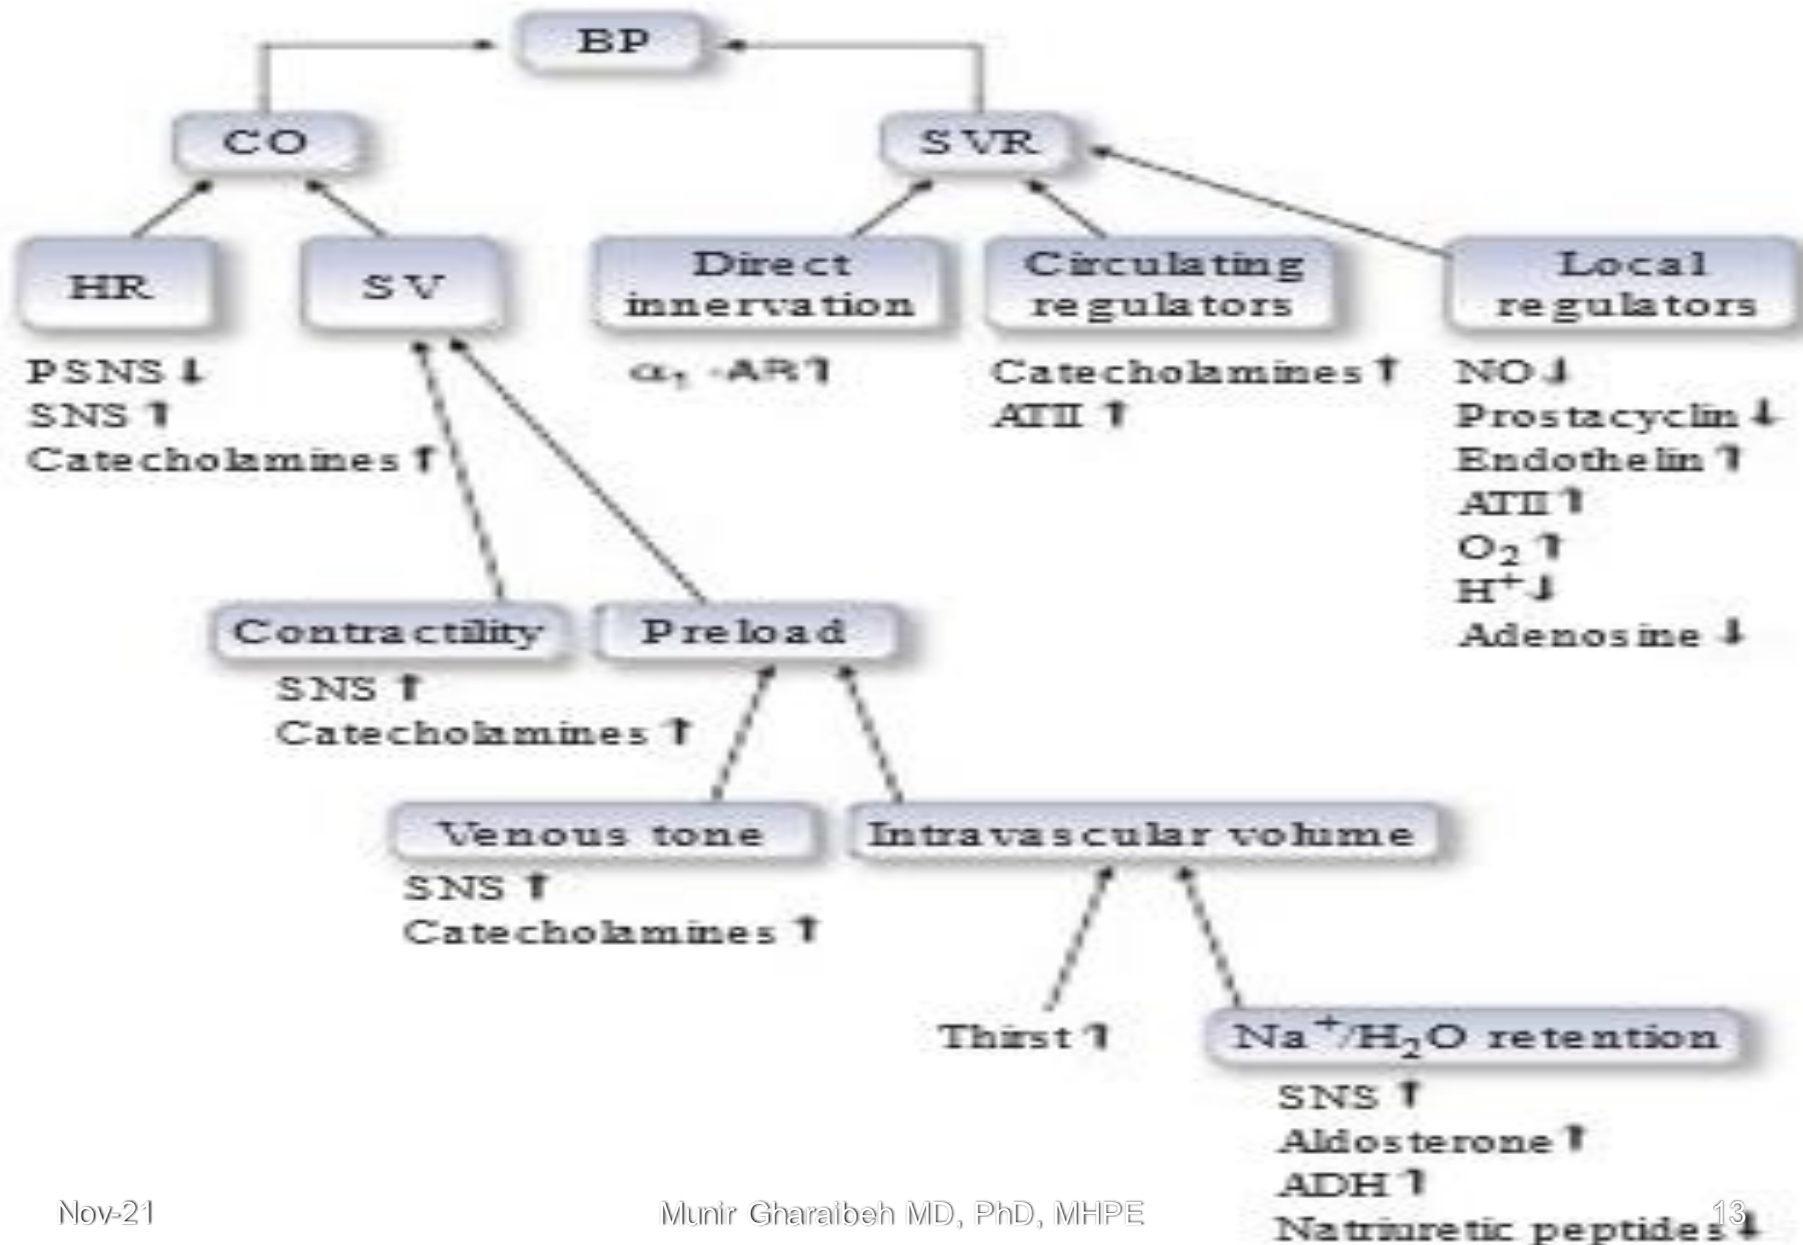 BP
CO
SVR
HR
SV
Direct
innervation
Circulating
regulators
Local
regulators
PSNS ↓
SNS ↑
Catecholamines ↑
α₁ -AR ↑
Catecholamines ↑
ATII ↑
NO ↓
Prostacyclin ↓
Endothelin ↑
ATII ↑
O₂ ↑
H⁺ ↓
Adenosine ↓
Contractility
SNS ↑
Catecholamines ↑
Preload
Venous tone
SNS ↑
Catecholamines ↑
Intravascular volume
Thirst ↑
Na⁺/H₂O retention
SNS ↑
Aldosterone ↑
ADH ↑
Natriuretic peptides ↓
Nov-21
Munir Gharaibeh MD, PhD, MHPE
13